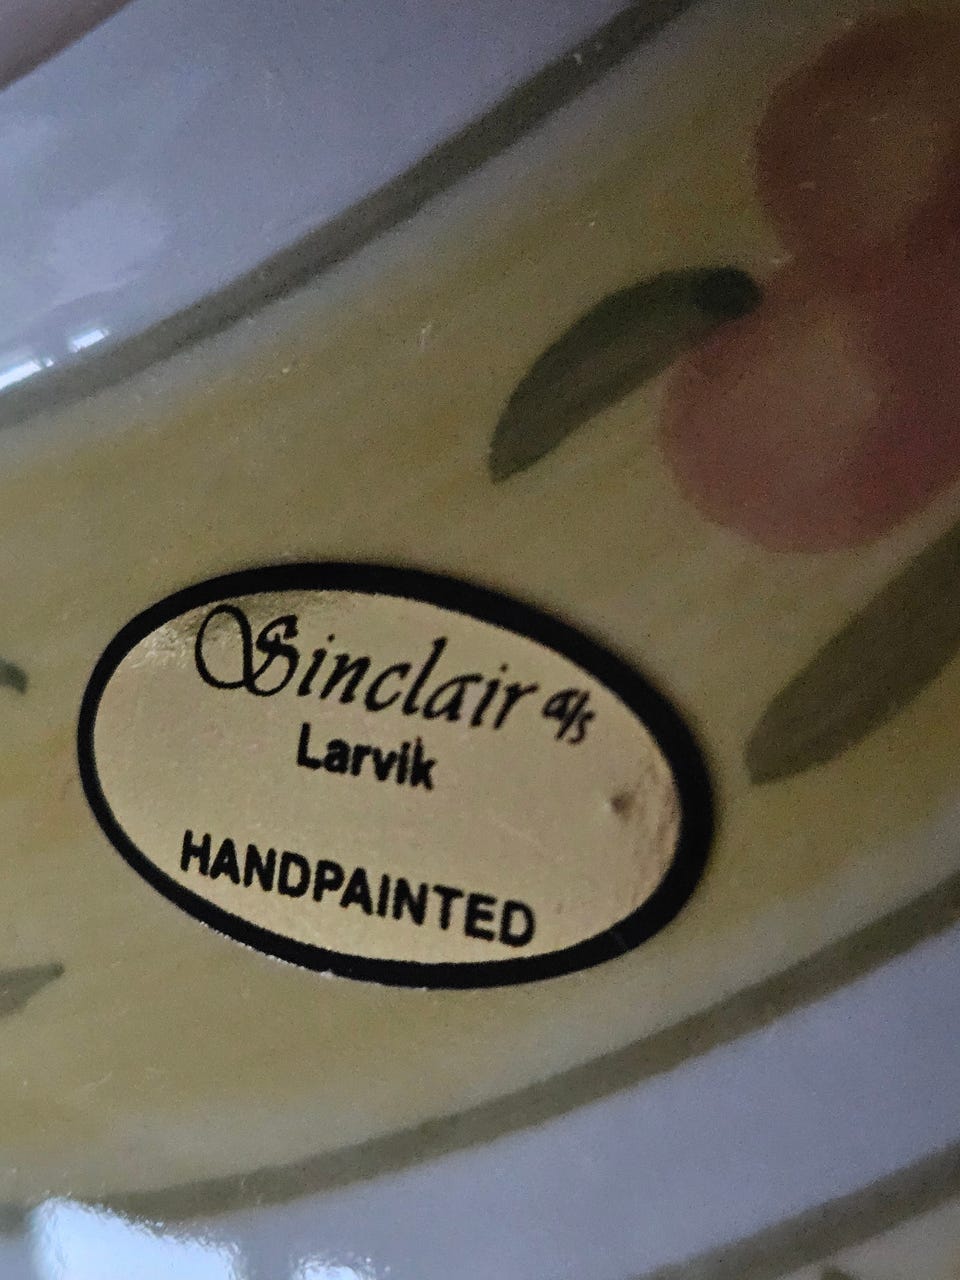 Sinclair a/s
Larvik
HANDPAINTED